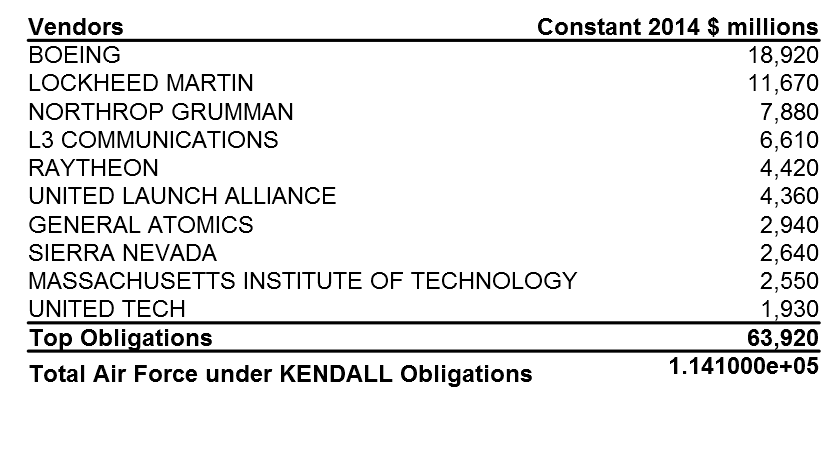 Vendors Constant 2014 $ millions
BOEING 18,920
LOCKHEED MARTIN 11,670
NORTHROP GRUMMAN 7,880
L3 COMMUNICATIONS 6,610
RAYTHEON 4,420
UNITED LAUNCH ALLIANCE 4,360
GENERAL ATOMICS 2,940
SIERRA NEVADA 2,640
MASSACHUSETTS INSTITUTE OF TECHNOLOGY 2,550
UNITED TECH 1,930
Top Obligations 63,920
Total Air Force under KENDALL Obligations 1.141000e+05